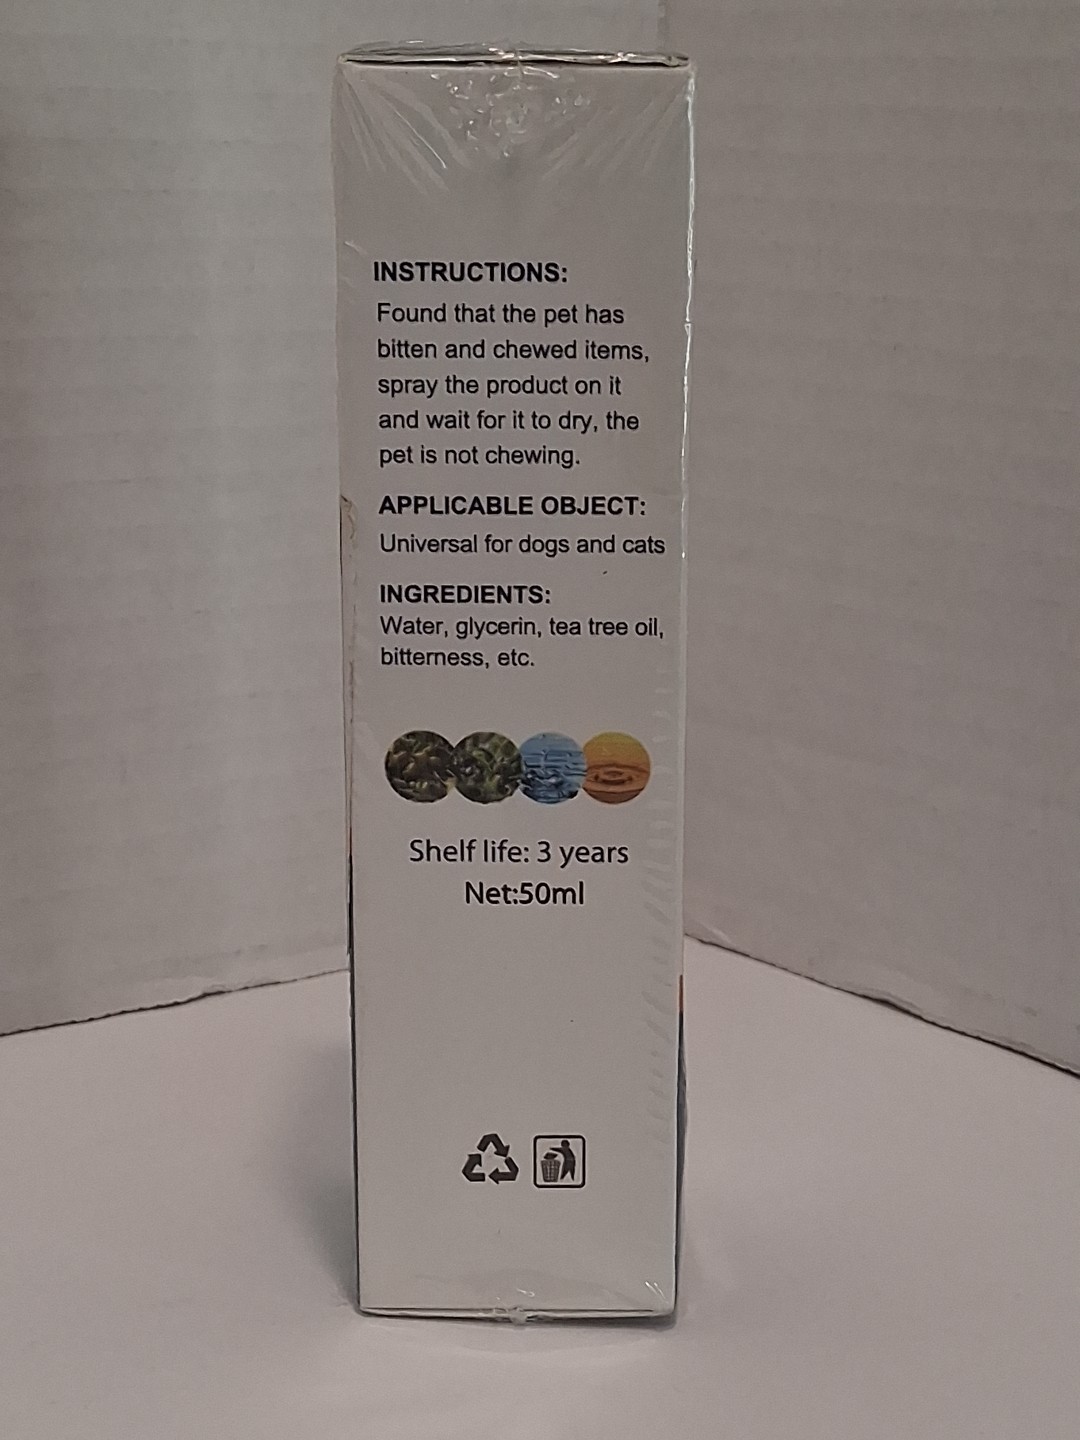 INSTRUCTIONS:
Found that the pet has
bitten and chewed items,
spray the product on it
and wait for it to dry, the
pet is not chewing.
APPLICABLE OBJECT:
Universal for dogs and cats
INGREDIENTS:
Water, glycerin, tea tree oil,
bitterness, etc.
Shelf life: 3 years
Net:50ml